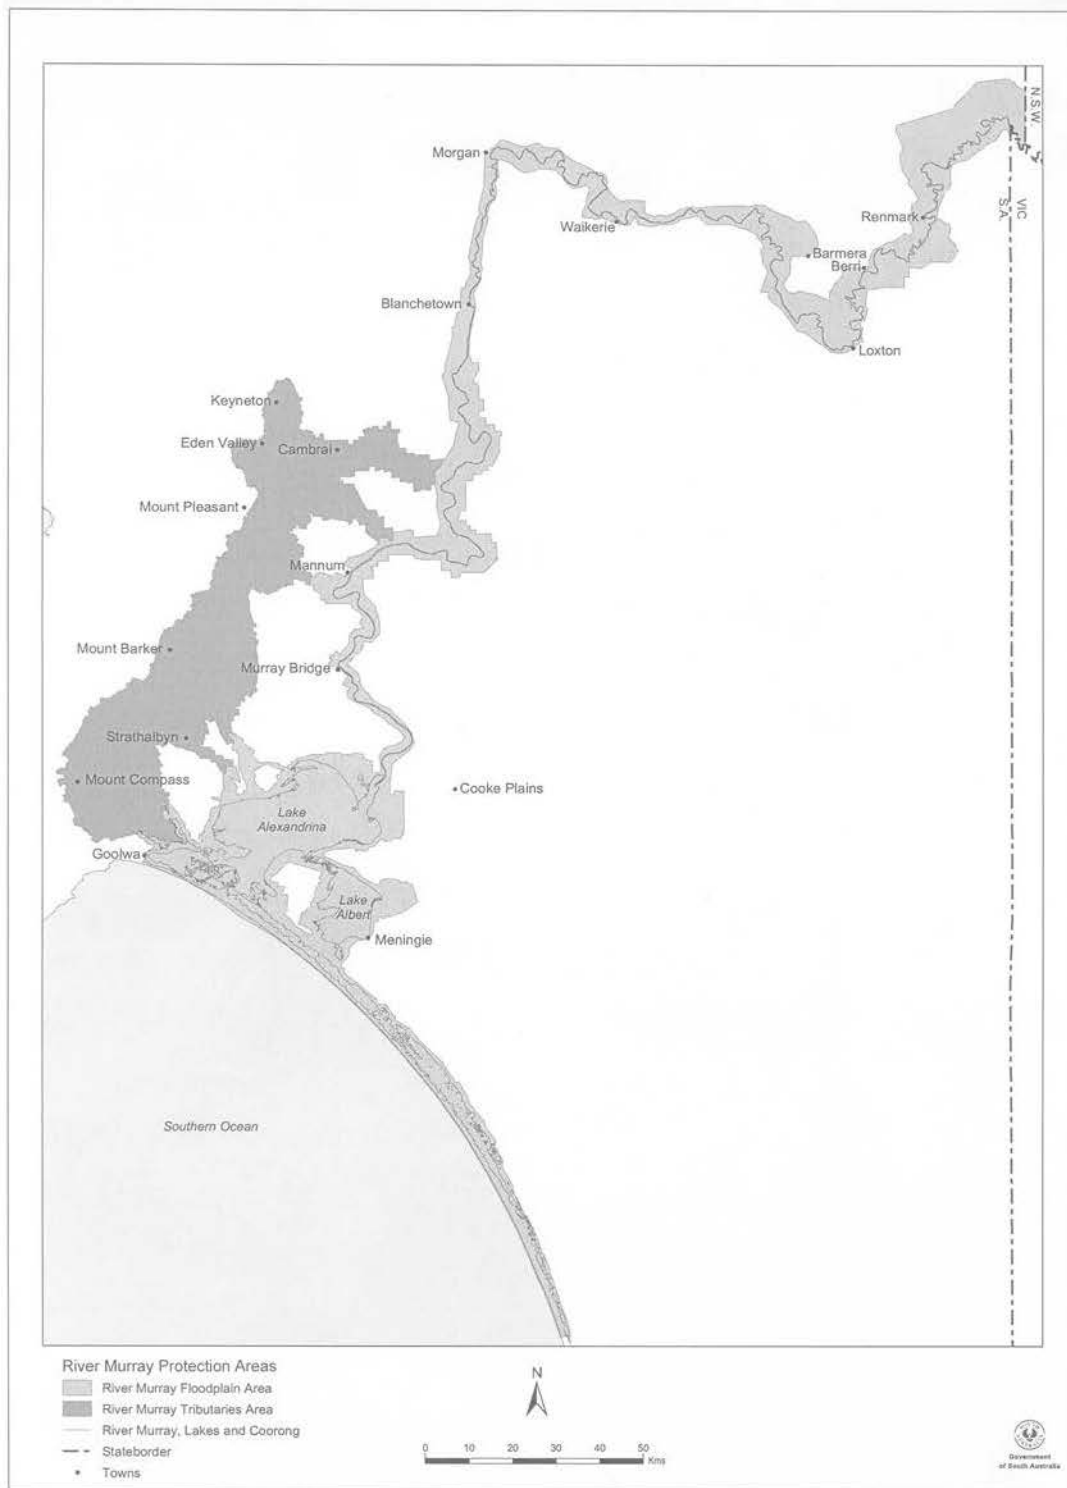 N.S.W.
Morgan
VIC
S.A.
Renmark
Waikerie
Barmera
Berri
Blanchetown
Loxton
Keyneton
Eden Valley
Cambrai
Mount Pleasant
Mannum
Mount Barker
Murray Bridge
Strathalbyn
Mount Compass
Cooke Plains
Lake
Alexandrina
Goolwa
Lake
Albert
Meningie
Southern Ocean
River Murray Protection Areas
River Murray Floodplain Area
River Murray Tributaries Area
River Murray, Lakes and Coorong
Stateborder
Towns
N
0 10 20 30 40 50
Kms
Government
of South Australia